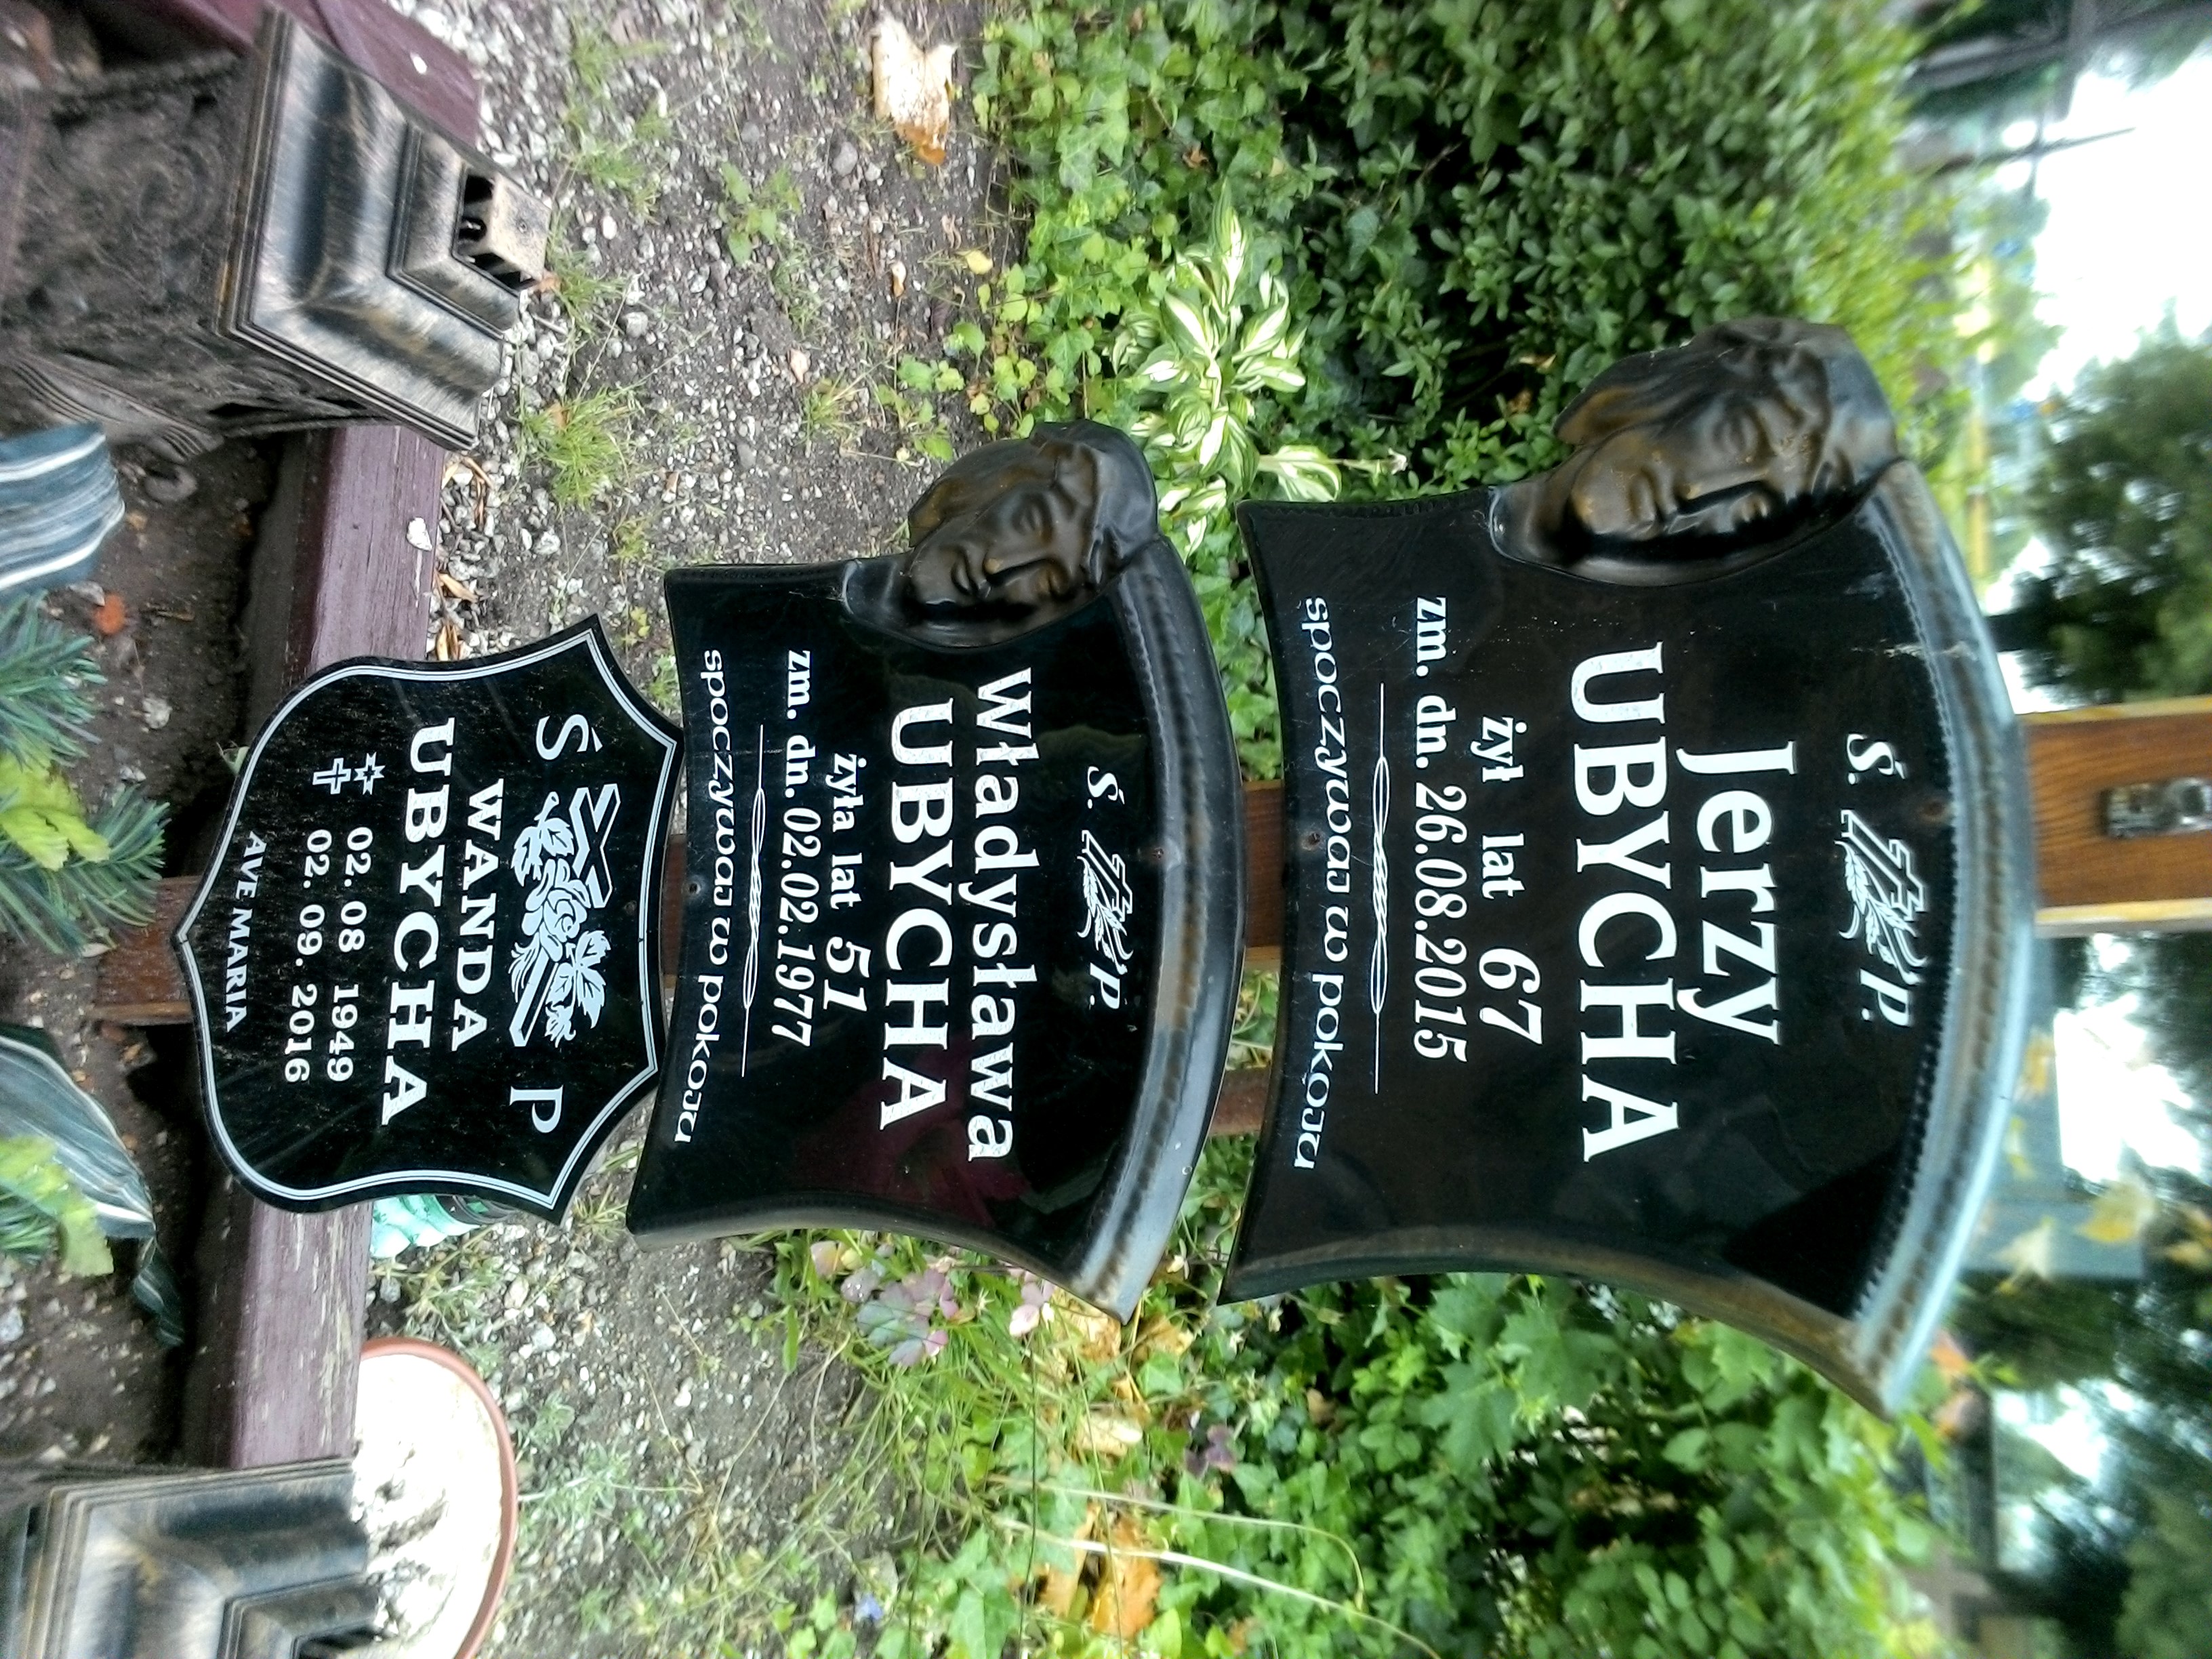 Ś. P.
Jerzy
UBYCHA
żył lat 67
zm. dn. 26.08.2015
spoczywaj w pokoju
Ś. P.
Władysława
UBYCHA
żyła lat 51
zm. dn. 02.02.1977
spoczywaj w pokoju
Ś P
WANDA
UBYCHA
02. 08 1949
02. 09. 2016
AVE MARIA